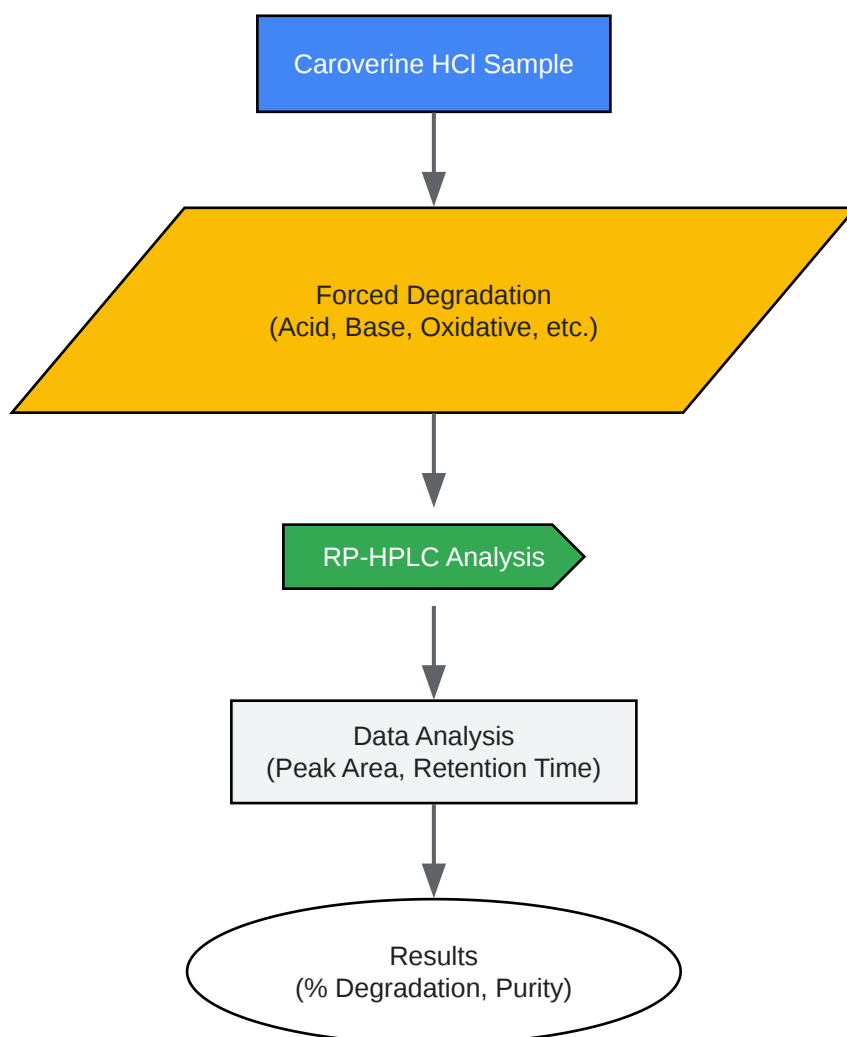 Caroverine HCl Sample
Forced Degradation
(Acid, Base, Oxidative, etc.)
RP-HPLC Analysis
Data Analysis
(Peak Area, Retention Time)
Results
(% Degradation, Purity)